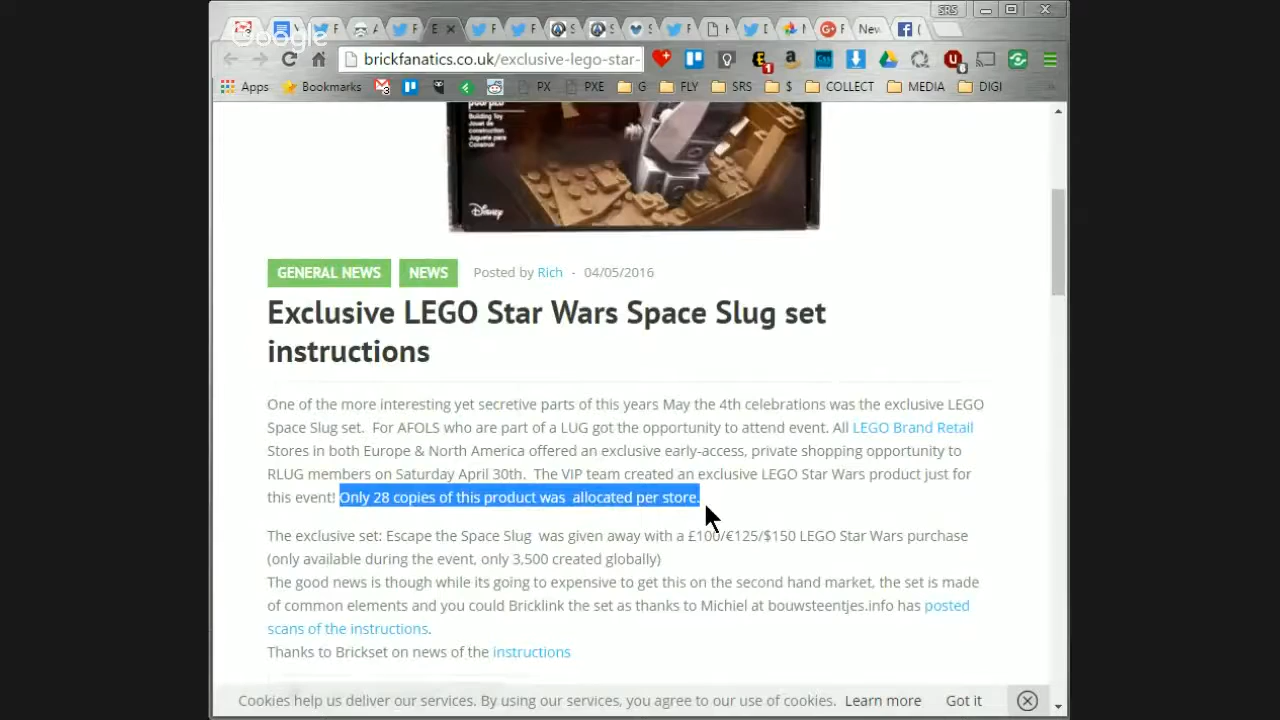 SRS
Google
New
brickfanatics.co.uk/exclusive-lego-star-
Apps
Bookmarks
PX
PXE
G
FLY
SRS
$
COLLECT
MEDIA
DIGI
Building Toy
Jouet de
construction
Juguete para
Construir
Disney
GENERAL NEWS
NEWS
Posted by Rich - 04/05/2016
Exclusive LEGO Star Wars Space Slug set
instructions
One of the more interesting yet secretive parts of this years May the 4th celebrations was the exclusive LEGO
Space Slug set. For AFOLS who are part of a LUG got the opportunity to attend event. All LEGO Brand Retail
Stores in both Europe & North America offered an exclusive early-access, private shopping opportunity to
RLUG members on Saturday April 30th. The VIP team created an exclusive LEGO Star Wars product just for
this event! Only 28 copies of this product was allocated per store.
The exclusive set: Escape the Space Slug was given away with a £100/€125/$150 LEGO Star Wars purchase
(only available during the event, only 3,500 created globally)
The good news is though while its going to expensive to get this on the second hand market, the set is made
of common elements and you could Bricklink the set as thanks to Michiel at bouwsteentjes.info has posted
scans of the instructions.
Thanks to Brickset on news of the instructions
Cookies help us deliver our services. By using our services, you agree to our use of cookies. Learn more Got it